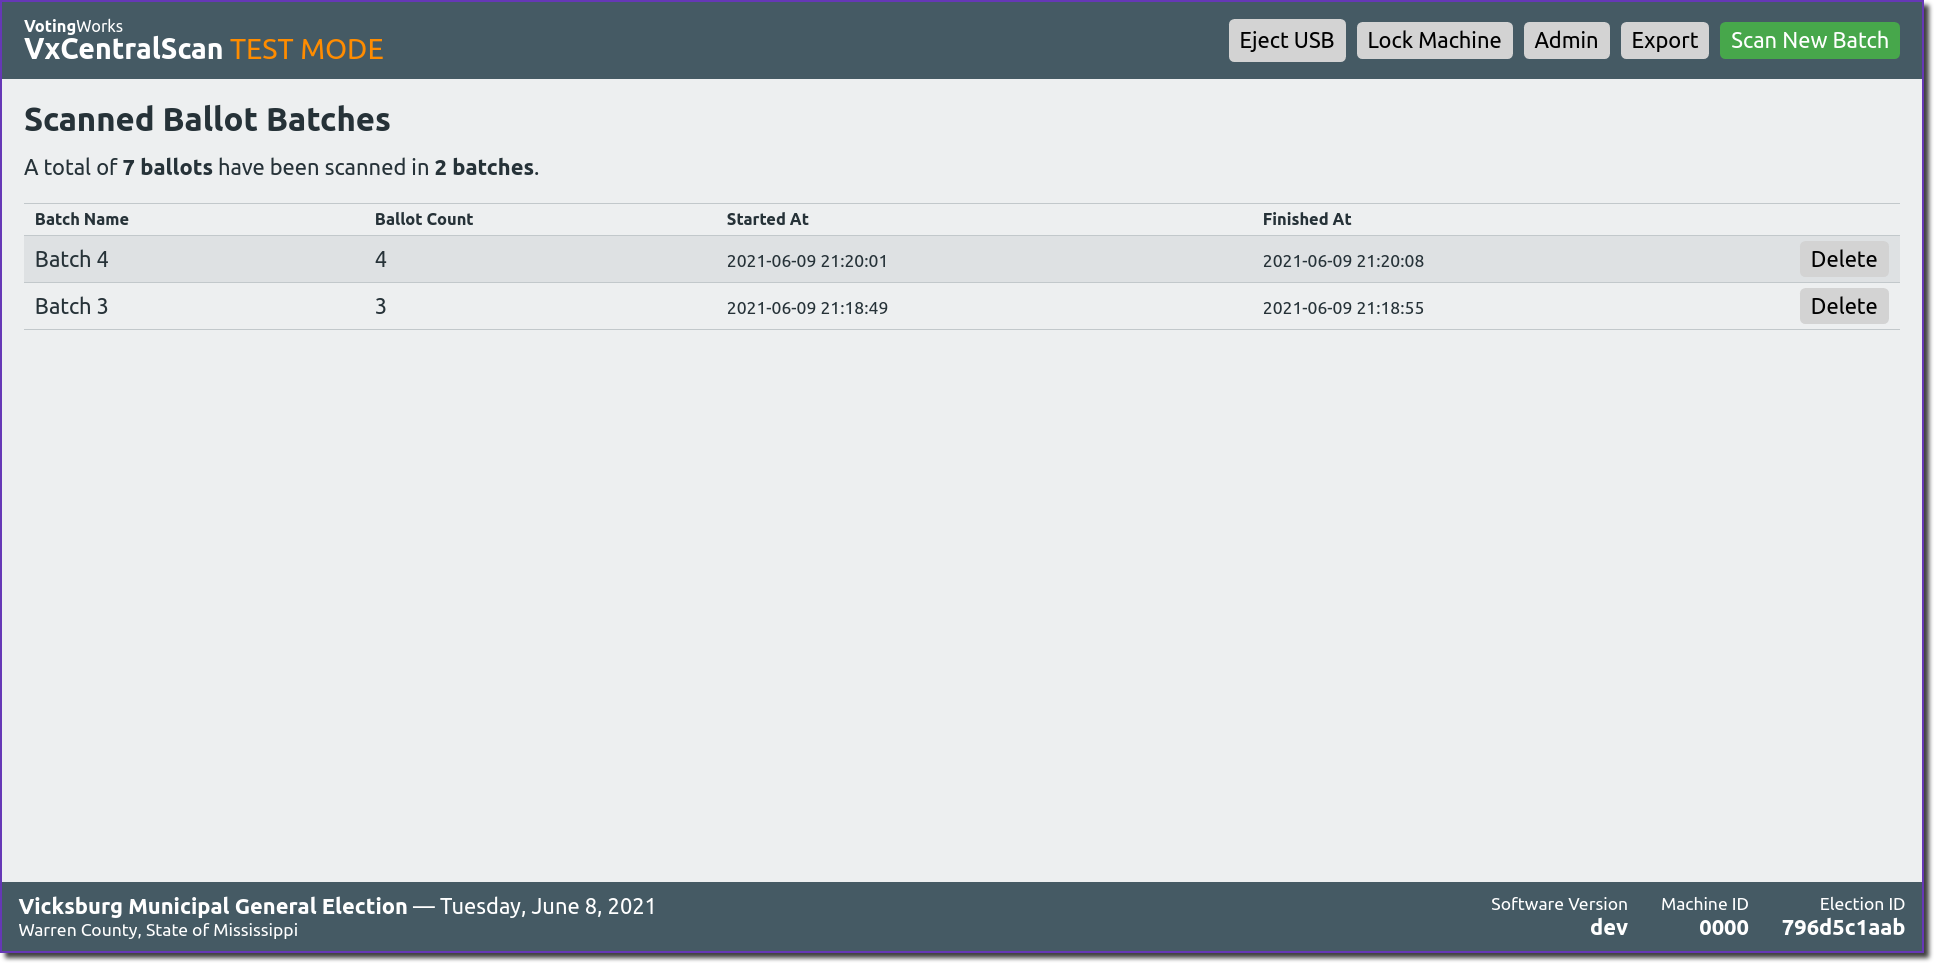 VotingWorks
VxCentralScan TEST MODE
Eject USB
Lock Machine
Admin
Export
Scan New Batch
Scanned Ballot Batches
A total of 7 ballots have been scanned in 2 batches.
Batch Name Ballot Count Started At Finished At
Batch 4 4 2021-06-09 21:20:01 2021-06-09 21:20:08 Delete
Batch 3 3 2021-06-09 21:18:49 2021-06-09 21:18:55 Delete
Vicksburg Municipal General Election — Tuesday, June 8, 2021
Warren County, State of Mississippi
Software Version
dev
Machine ID
0000
Election ID
796d5c1aab